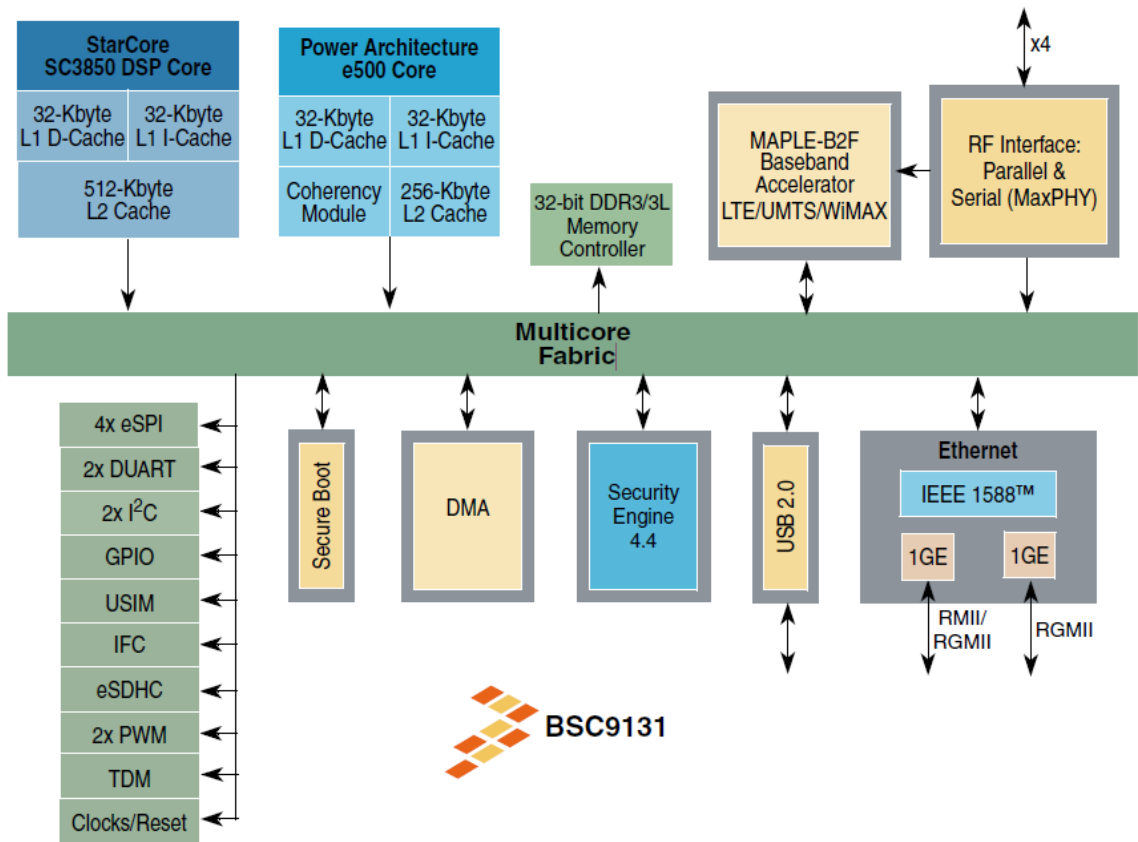 StarCore
SC3850 DSP Core
32-Kbyte
L1 D-Cache
32-Kbyte
L1 I-Cache
512-Kbyte
L2 Cache
Power Architecture
e500 Core
32-Kbyte
L1 D-Cache
32-Kbyte
L1 I-Cache
Coherency
Module
256-Kbyte
L2 Cache
32-bit DDR3/3L
Memory
Controller
MAPLE-B2F
Baseband
Accelerator
LTE/UMTS/WiMAX
x4
RF Interface:
Parallel &
Serial (MaxPHY)
Multicore
Fabric
4x eSPI
2x DUART
2x I²C
GPIO
USIM
IFC
eSDHC
2x PWM
TDM
Clocks/Reset
Secure Boot
DMA
Security
Engine
4.4
USB 2.0
Ethernet
IEEE 1588™
1GE
1GE
RMII/
RGMII
RGMII
BSC9131